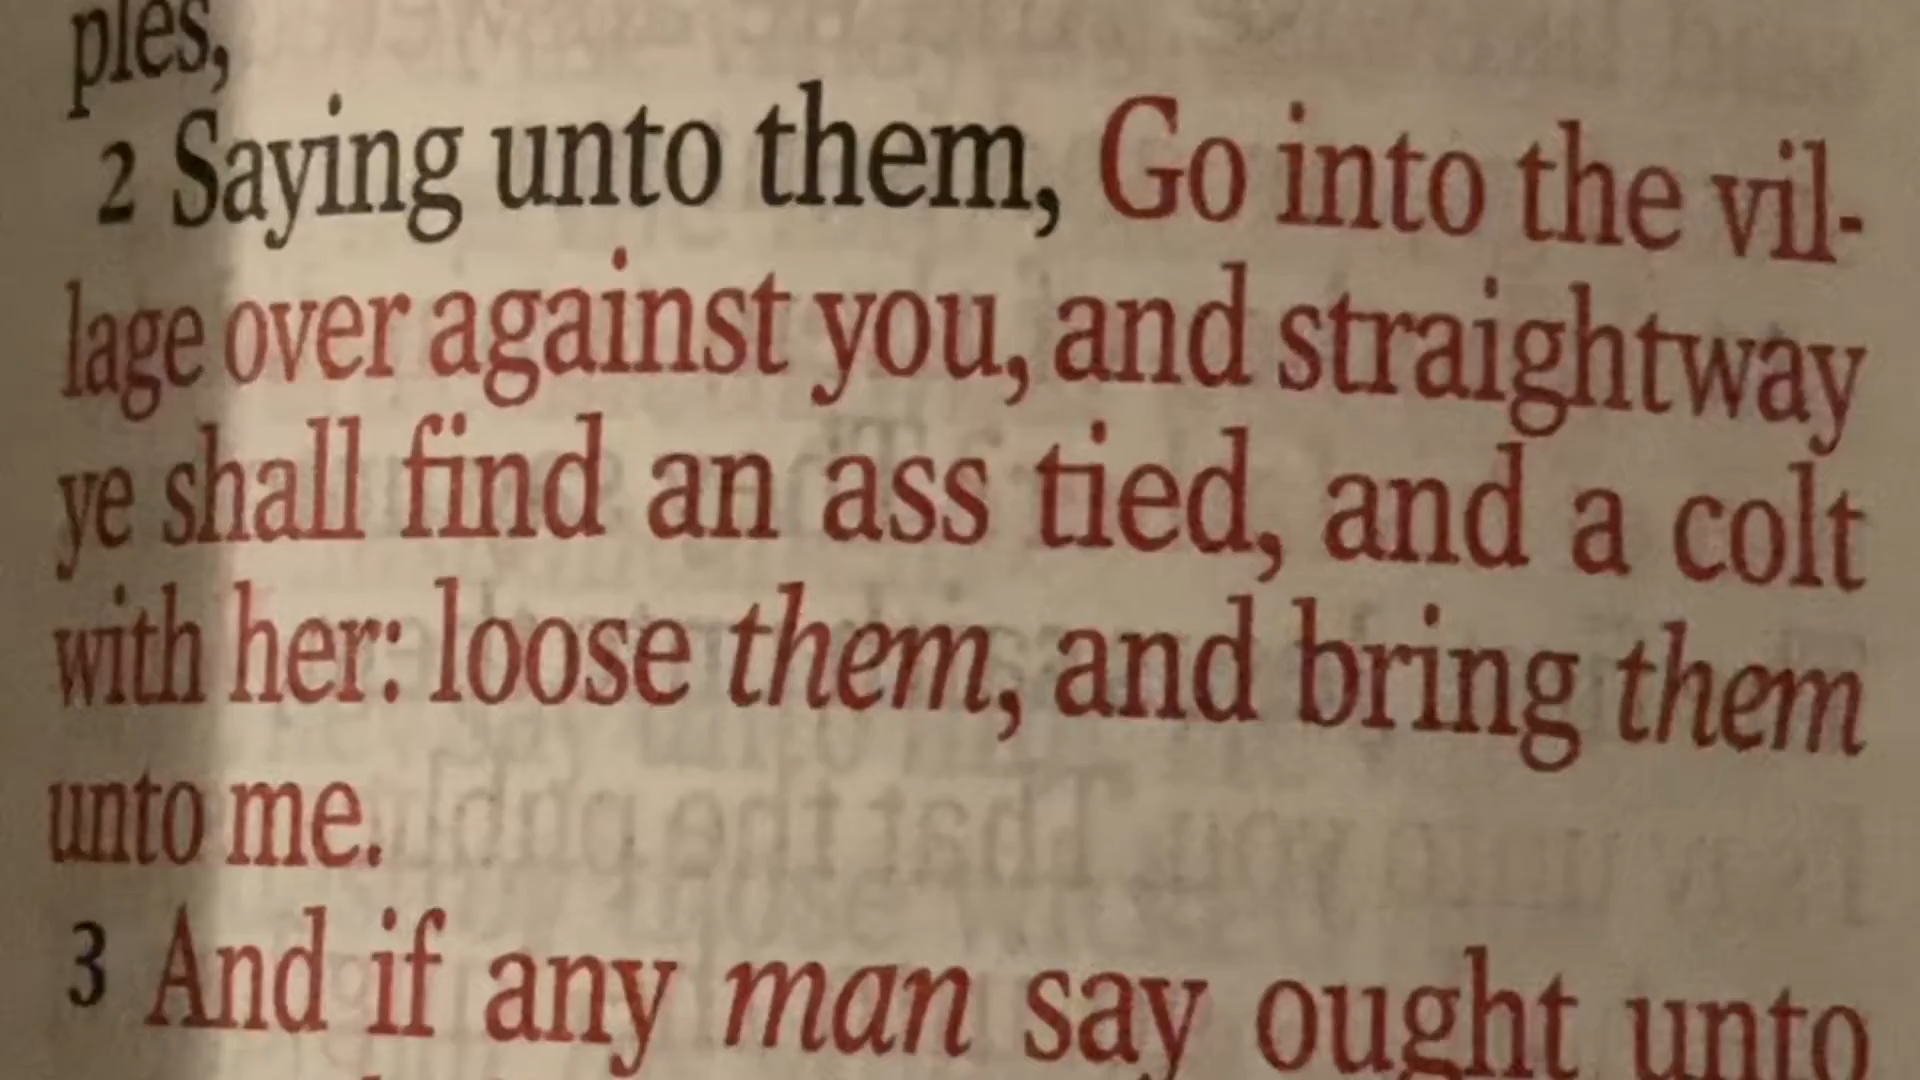 ples,
2 Saying unto them, Go into the vil-
lage over against you, and straightway
ye shall find an ass tied, and a colt
with her: loose them, and bring them
unto me.
3 And if any man say ought unto